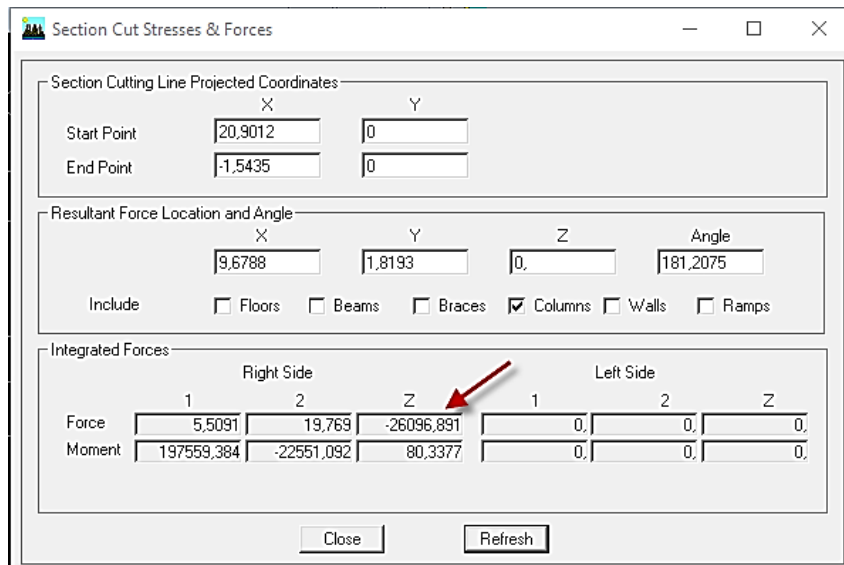 Section Cut Stresses & Forces
Section Cutting Line Projected Coordinates
X Y
Start Point 20,9012 0
End Point -1,5435 0
Resultant Force Location and Angle
X Y Z Angle
9,6788 1,8193 0, 181,2075
Include Floors Beams Braces Columns Walls Ramps
Integrated Forces
Right Side Left Side
1 2 Z 1 2 Z
Force 5,5091 19,769 -26096,891 0, 0, 0,
Moment 197559,384 -22551,092 80,3377 0, 0, 0,
Close Refresh